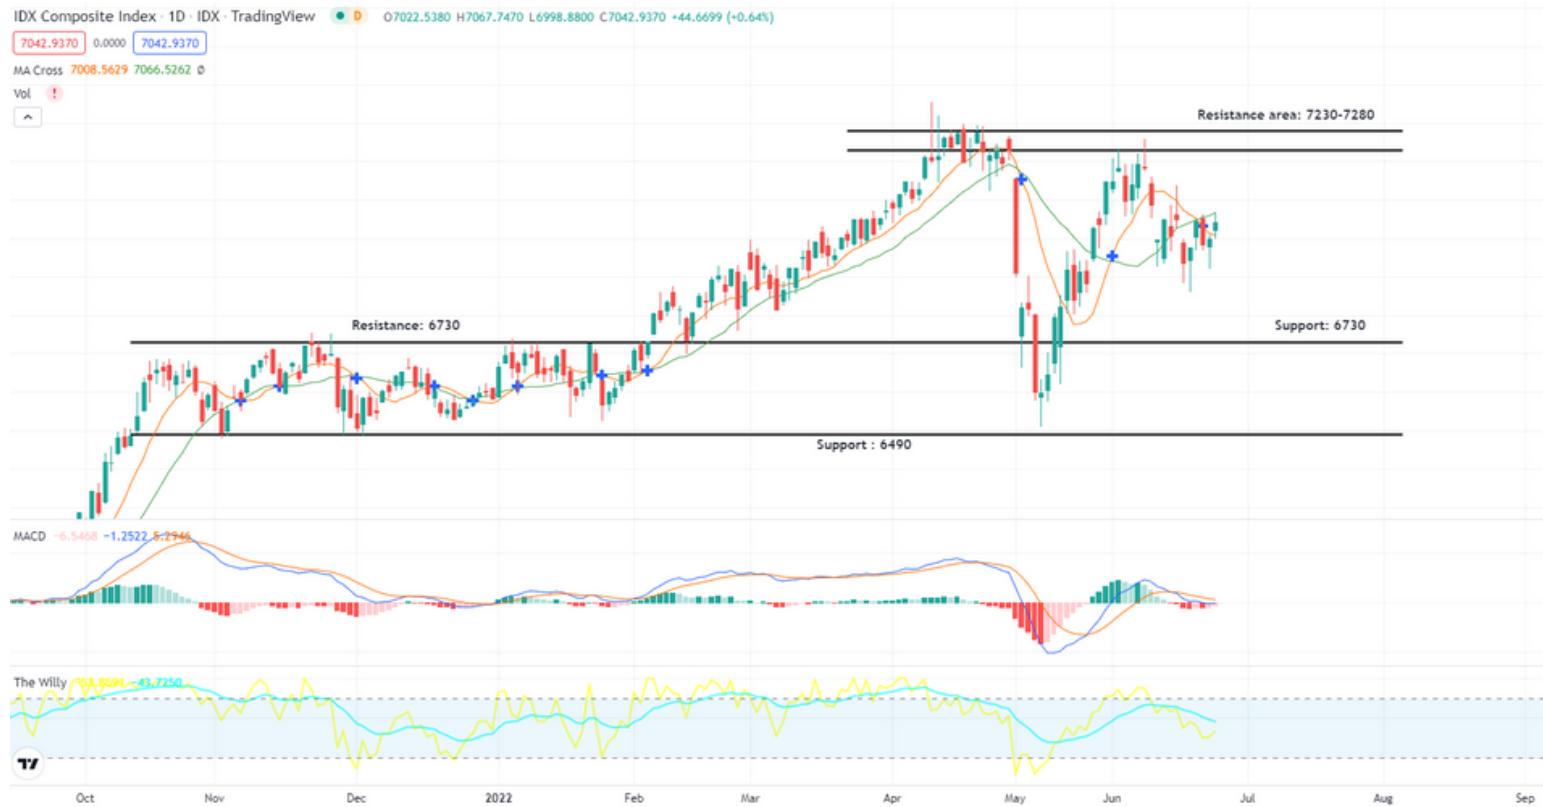 IDX Composite Index · 1D · IDX · TradingView D O7022.5380 H7067.7470 L6998.8800 C7042.9370 +44.6699 (+0.64%)
7042.9370 0.0000 7042.9370
MA Cross 7008.5629 7066.5262 Ø
Vol !
Resistance area: 7230-7280
Resistance: 6730
Support: 6730
Support : 6490
MACD -6.5468 -1.2522 5.2946
The Willy -43.7250
Oct Nov Dec 2022 Feb Mar Apr May Jun Jul Aug Sep